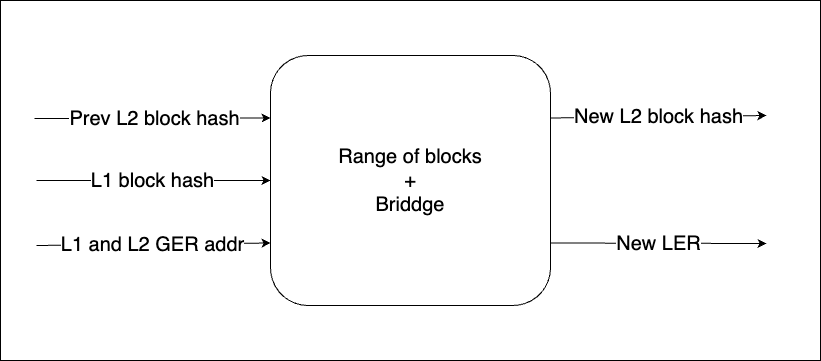 Prev L2 block hash
L1 block hash
L1 and L2 GER addr
Range of blocks
+
Briddge
New L2 block hash
New LER